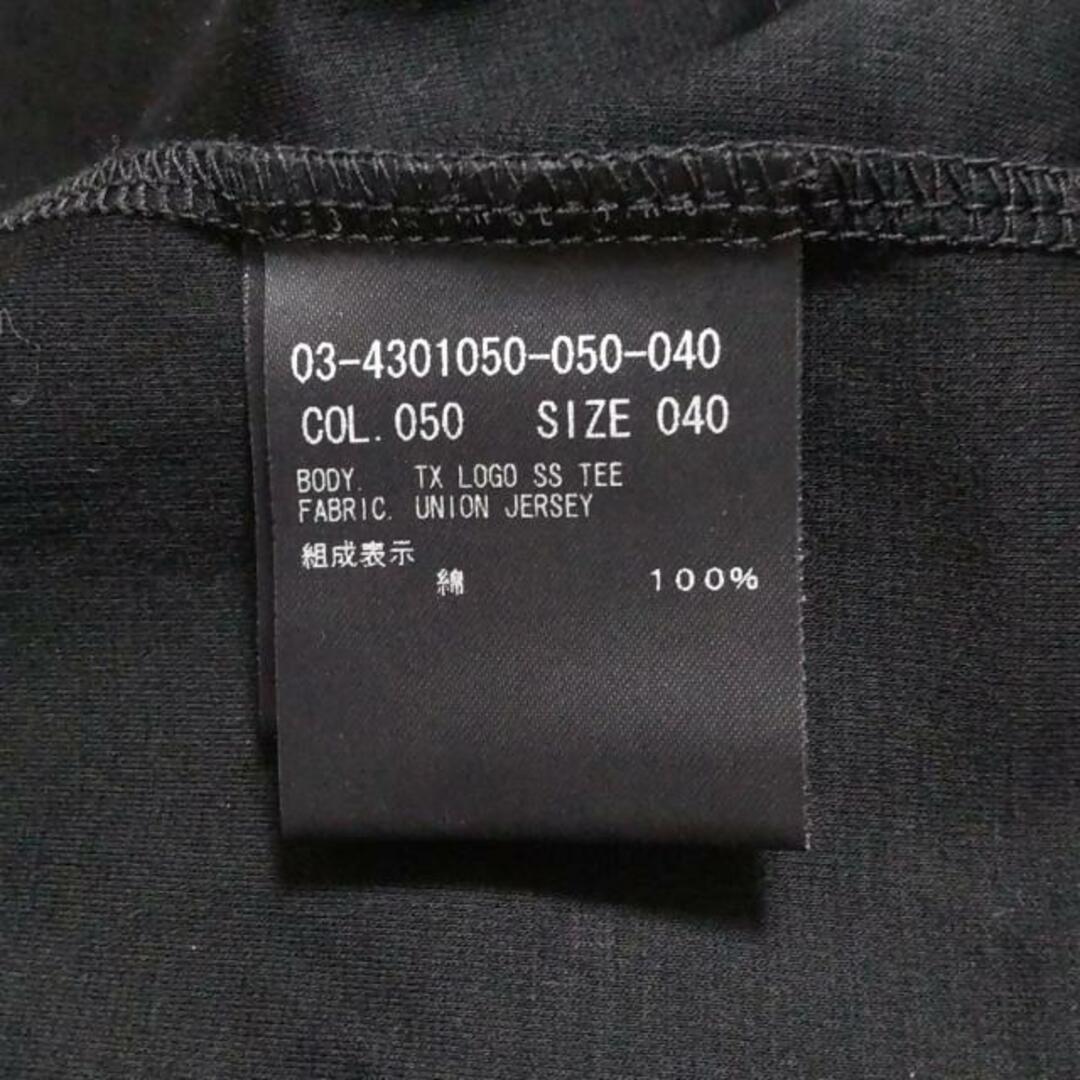 03-4301050-050-040
COL.050 SIZE 040
BODY. TX LOGO SS TEE
FABRIC. UNION JERSEY
組成表示
綿 100%